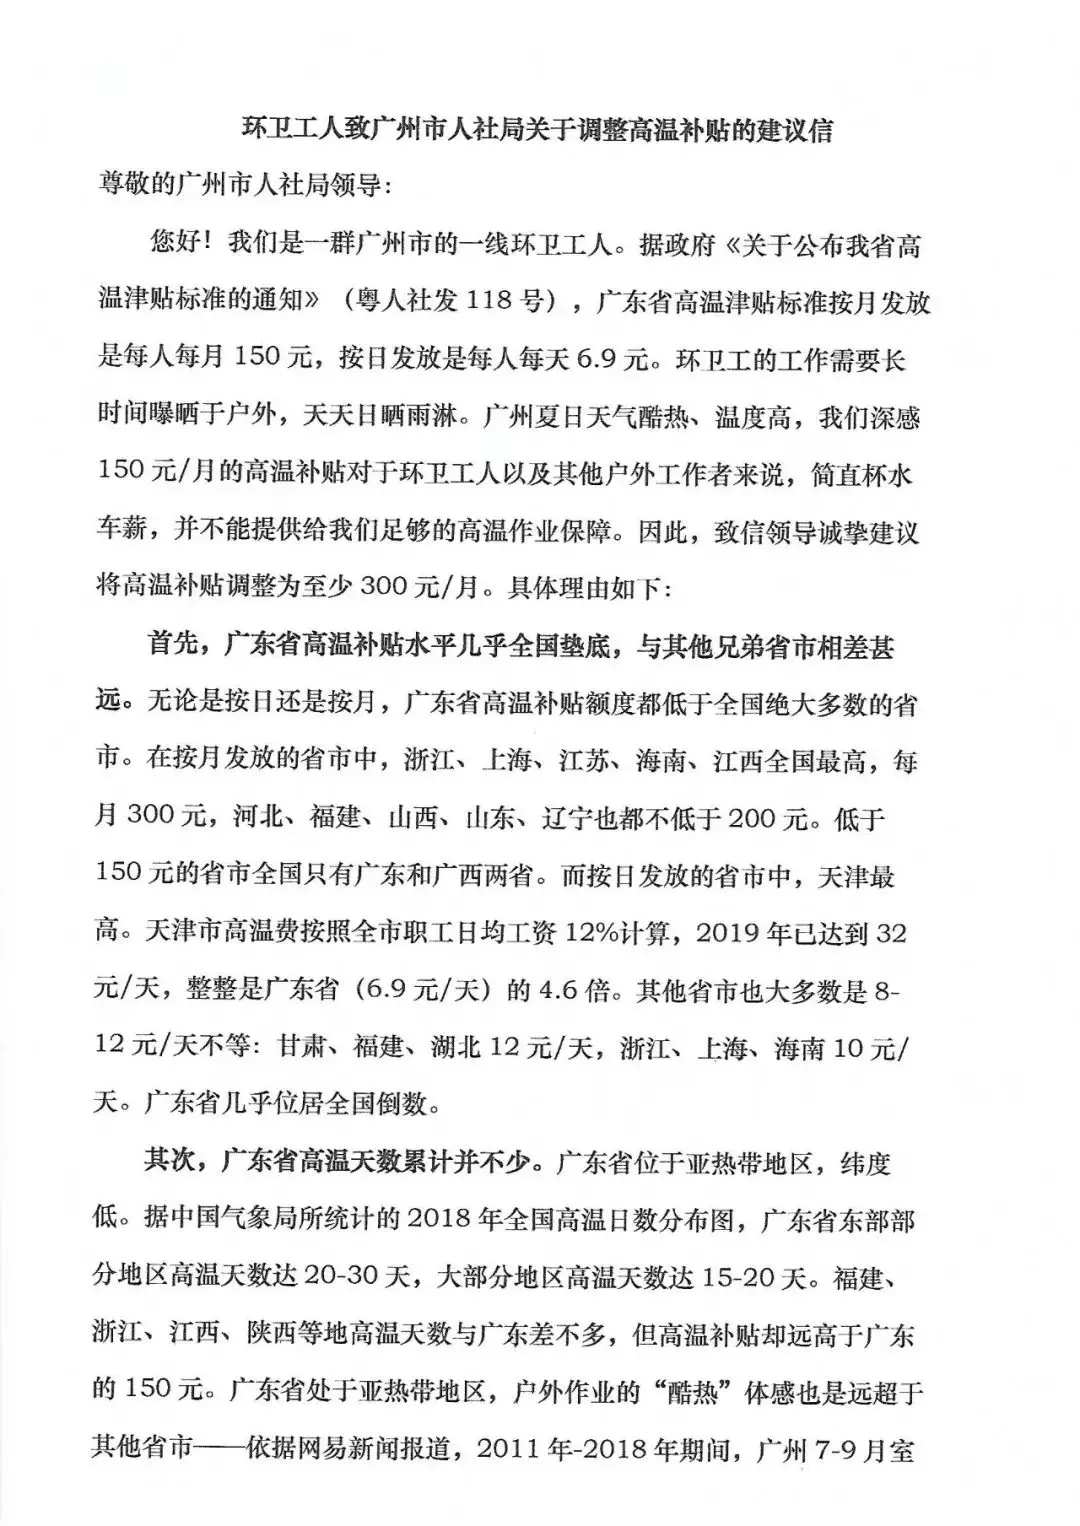 环卫工人致广州市人社局关于调整高温补贴的建议信
尊敬的广州市人社局领导：
您好！我们是一群广州市的一线环卫工人。据政府《关于公布我省高
温津贴标准的通知》（粤人社发 118 号），广东省高温津贴标准按月发放
是每人每月 150 元，按日发放是每人每天 6.9 元。环卫工的工作需要长
时间曝晒于户外，天天日晒雨淋。广州夏日天气酷热、温度高，我们深感
150 元/月的高温补贴对于环卫工人以及其他户外工作者来说，简直杯水
车薪，并不能提供给我们足够的高温作业保障。因此，致信领导诚挚建议
将高温补贴调整为至少 300 元/月。具体理由如下：
首先，广东省高温补贴水平几乎全国垫底，与其他兄弟省市相差甚
远。无论是按日还是按月，广东省高温补贴额度都低于全国绝大多数的省
市。在按月发放的省市中，浙江、上海、江苏、海南、江西全国最高，每
月 300 元，河北、福建、山西、山东、辽宁也都不低于 200 元。低于
150 元的省市全国只有广东和广西两省。而按日发放的省市中，天津最
高。天津市高温费按照全市职工日均工资 12%计算，2019 年已达到 32
元/天，整整是广东省（6.9 元/天）的 4.6 倍。其他省市也大多数是 8-
12 元/天不等：甘肃、福建、湖北 12 元/天，浙江、上海、海南 10 元/
天。广东省几乎位居全国倒数。
其次，广东省高温天数累计并不少。广东省位于亚热带地区，纬度
低。据中国气象局所统计的 2018 年全国高温日数分布图，广东省东部部
分地区高温天数达 20-30 天，大部分地区高温天数达 15-20 天。福建、
浙江、江西、陕西等地高温天数与广东差不多，但高温补贴却远高于广东
的 150 元。广东省处于亚热带地区，户外作业的“酷热”体感也是远超于
其他省市——依据网易新闻报道，2011 年-2018 年期间，广州 7-9 月室